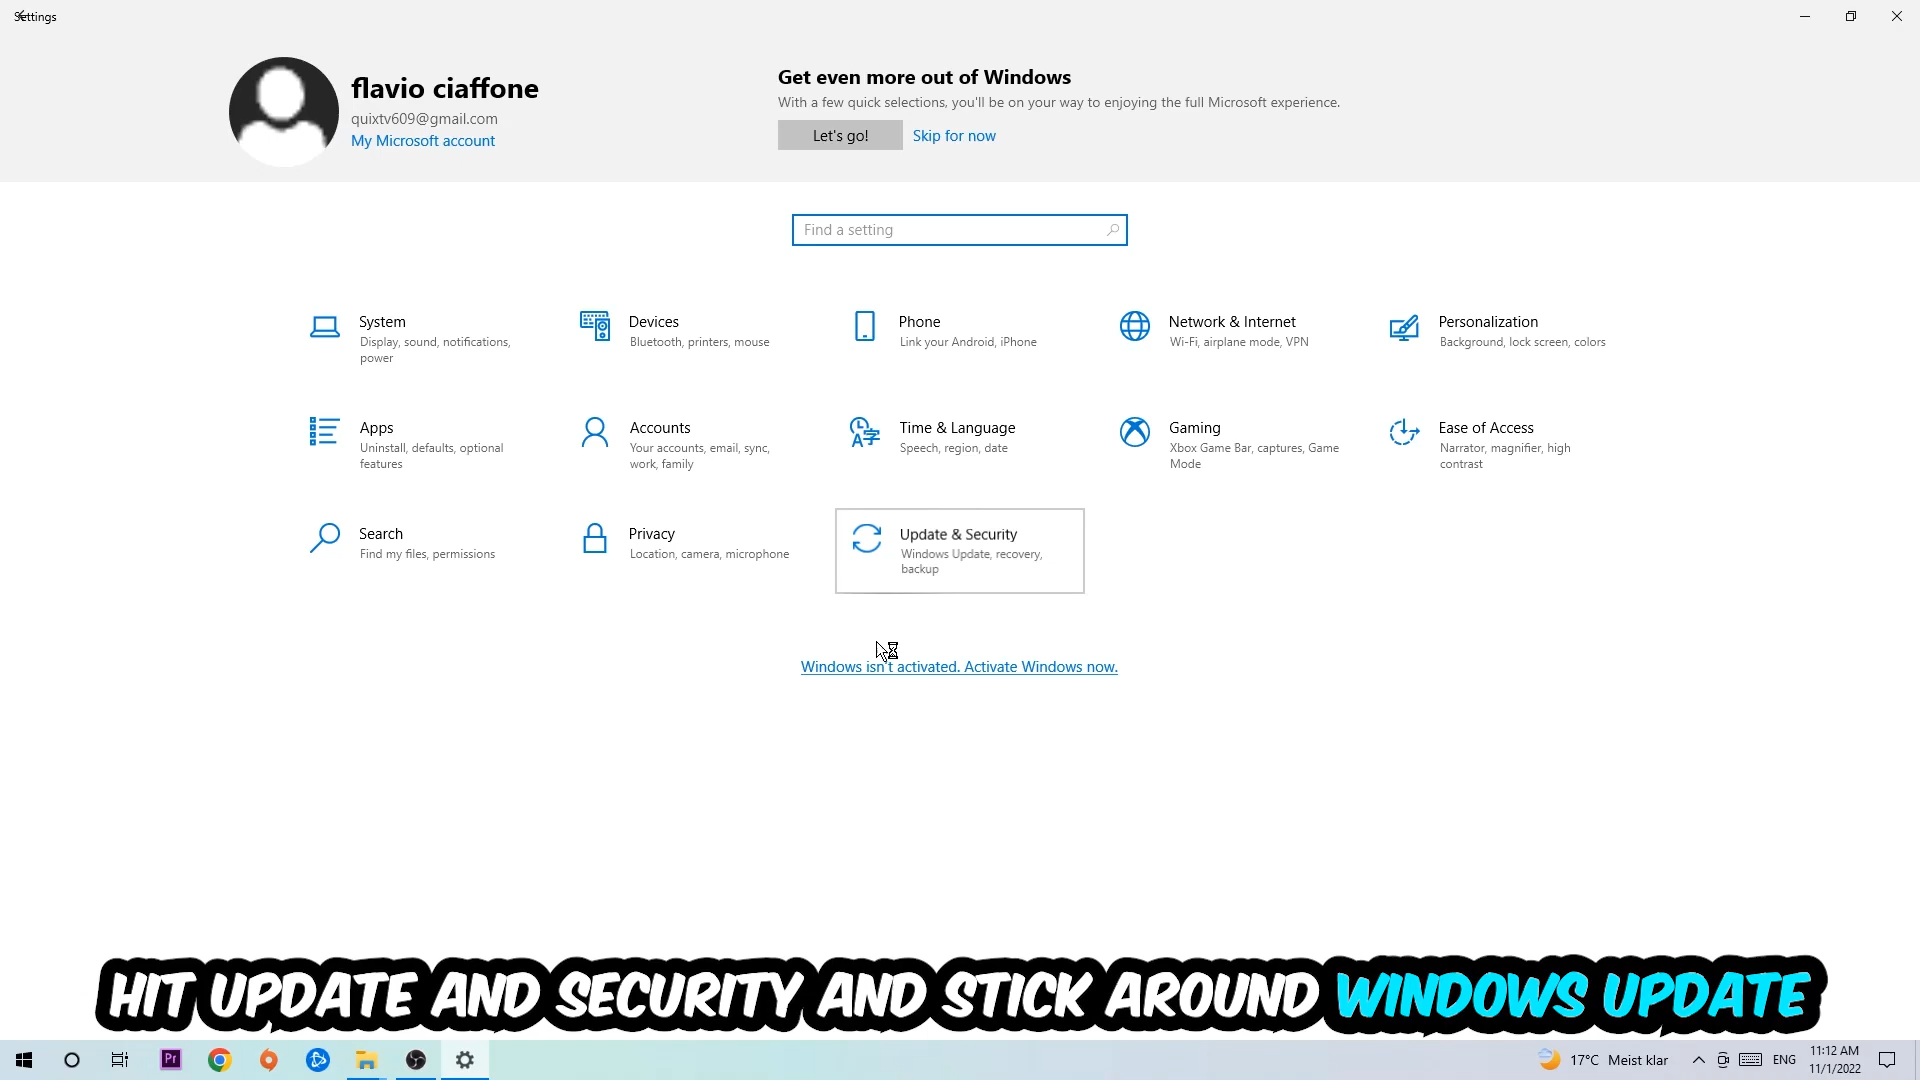 Settings
flavio ciaffone
quixtv609@gmail.com
My Microsoft account
Get even more out of Windows
With a few quick selections, you'll be on your way to enjoying the full Microsoft experience.
Let's go!
Skip for now
Find a setting
System
Display, sound, notifications,
power
Devices
Bluetooth, printers, mouse
Phone
Link your Android, iPhone
Network & Internet
Wi-Fi, airplane mode, VPN
Personalization
Background, lock screen, colors
Apps
Uninstall, defaults, optional
features
Accounts
Your accounts, email, sync,
work, family
Time & Language
Speech, region, date
Gaming
Xbox Game Bar, captures, Game
Mode
Ease of Access
Narrator, magnifier, high
contrast
Search
Find my files, permissions
Privacy
Location, camera, microphone
Update & Security
Windows Update, recovery,
backup
Windows isn't activated. Activate Windows now.
HIT UPDATE AND SECURITY AND STICK AROUND WINDOWS UPDATE
Pr
17°C Meist klar
ENG
11:12 AM
11/1/2022